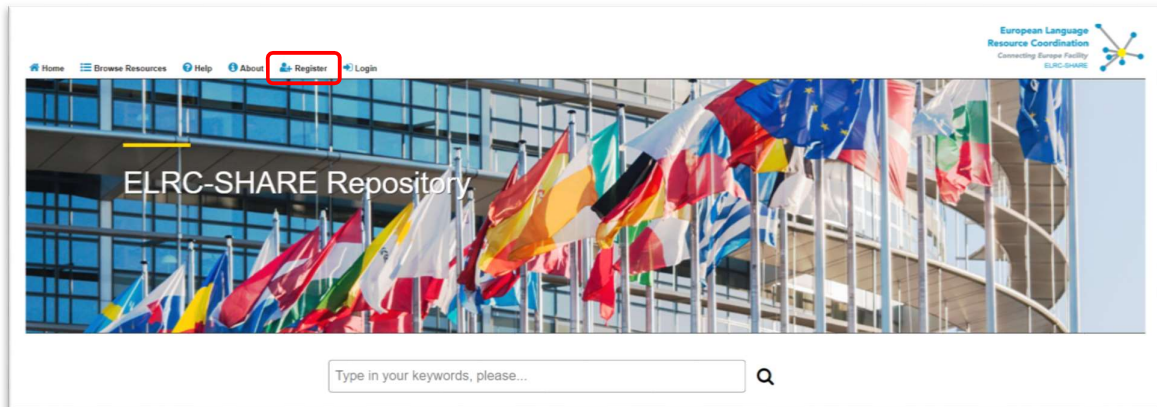 European Language
Resource Coordination
Connecting Europe Facility
ELRC-SHARE
Home Browse Resources Help About Register Login
ELRC-SHARE Repository
Type in your keywords, please...